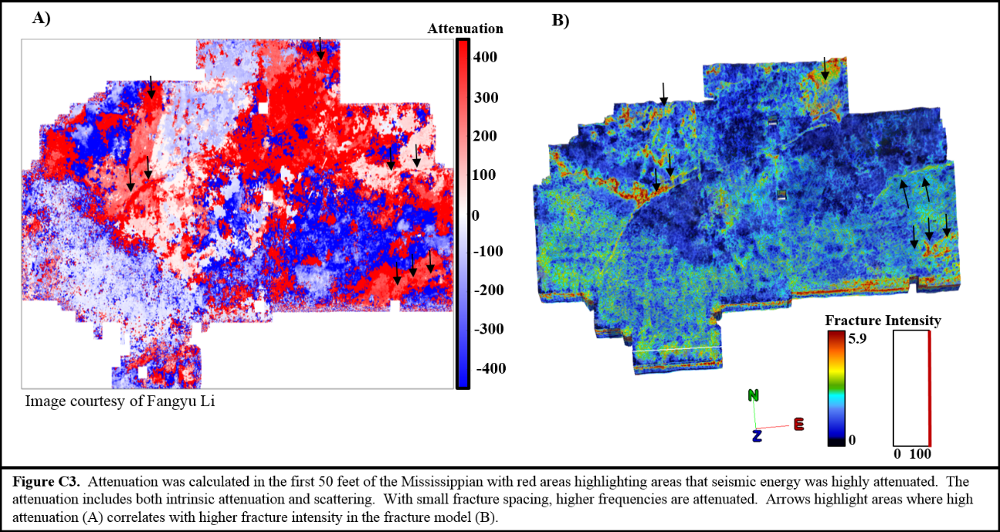 A)
B)
Attenuation
400
300
200
100
0
-100
-200
-300
-400
Image courtesy of Fangyu Li
Fracture Intensity
5.9
0
0 100
N
E
Z
Figure C3. Attenuation was calculated in the first 50 feet of the Mississippian with red areas highlighting areas that seismic energy was highly attenuated. The
attenuation includes both intrinsic attenuation and scattering. With small fracture spacing, higher frequencies are attenuated. Arrows highlight areas where high
attenuation (A) correlates with higher fracture intensity in the fracture model (B).